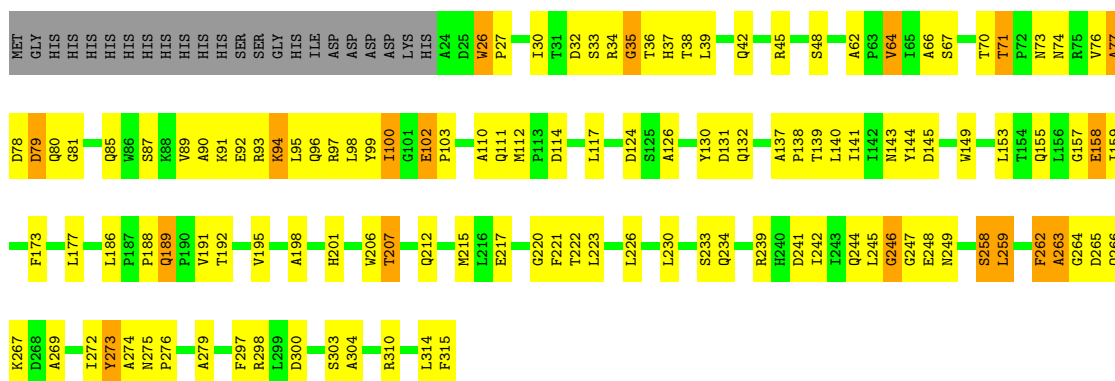 MET GLY HIS HIS HIS HIS HIS HIS HIS HIS HIS HIS SER SER GLY HIS ILE ASP ASP ASP ASP LYS HIS A24 D25 W26 P27 I30 T31 D32 S33 R34 G35 T36 H37 T38 L39 Q42 R45 S48 A62 P63 V64 I65 A66 S67 T70 T71 P72 N73 N74 R75 V76 A77
D78 D79 Q80 G81 Q85 W86 S87 K88 V89 A90 K91 E92 R93 K94 L95 Q96 R97 L98 Y99 I100 G101 E102 P103 A110 Q111 M112 P113 D114 L117 D124 S125 A126 Y130 D131 Q132 A137 P138 T139 L140 I141 I142 N143 Y144 D145 W149 L153 T154 Q155 L156 G157 E158 I159
F173 L177 L186 P187 P188 Q189 P190 V191 T192 V195 A198 H201 W206 T207 Q212 M215 L216 E217 G220 F221 T222 L223 L226 L230 S233 Q234 R239 H240 D241 I242 I243 Q244 L245 G246 G247 E248 N249 S258 L259 F262 A263 G264 D265
K267 D268 A269 I272 Y273 A274 N275 P276 A279 F297 R298 L299 D300 S303 A304 R310 L314 F315